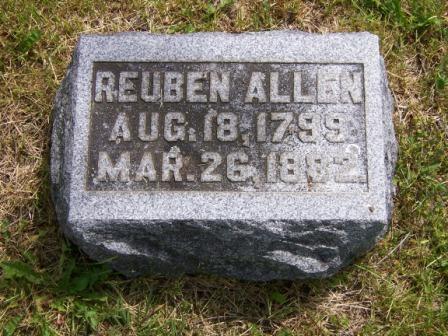 REUBEN ALLEN
AUG. 18, 1799
MAR. 26, 1882.